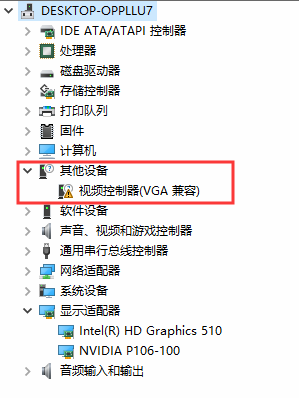 DESKTOP-OPPLLU7
IDE ATA/ATAPI 控制器
处理器
磁盘驱动器
存储控制器
打印队列
固件
计算机
其他设备
视频控制器(VGA 兼容)
软件设备
声音、视频和游戏控制器
通用串行总线控制器
网络适配器
系统设备
显示适配器
Intel(R) HD Graphics 510
NVIDIA P106-100
音频输入和输出